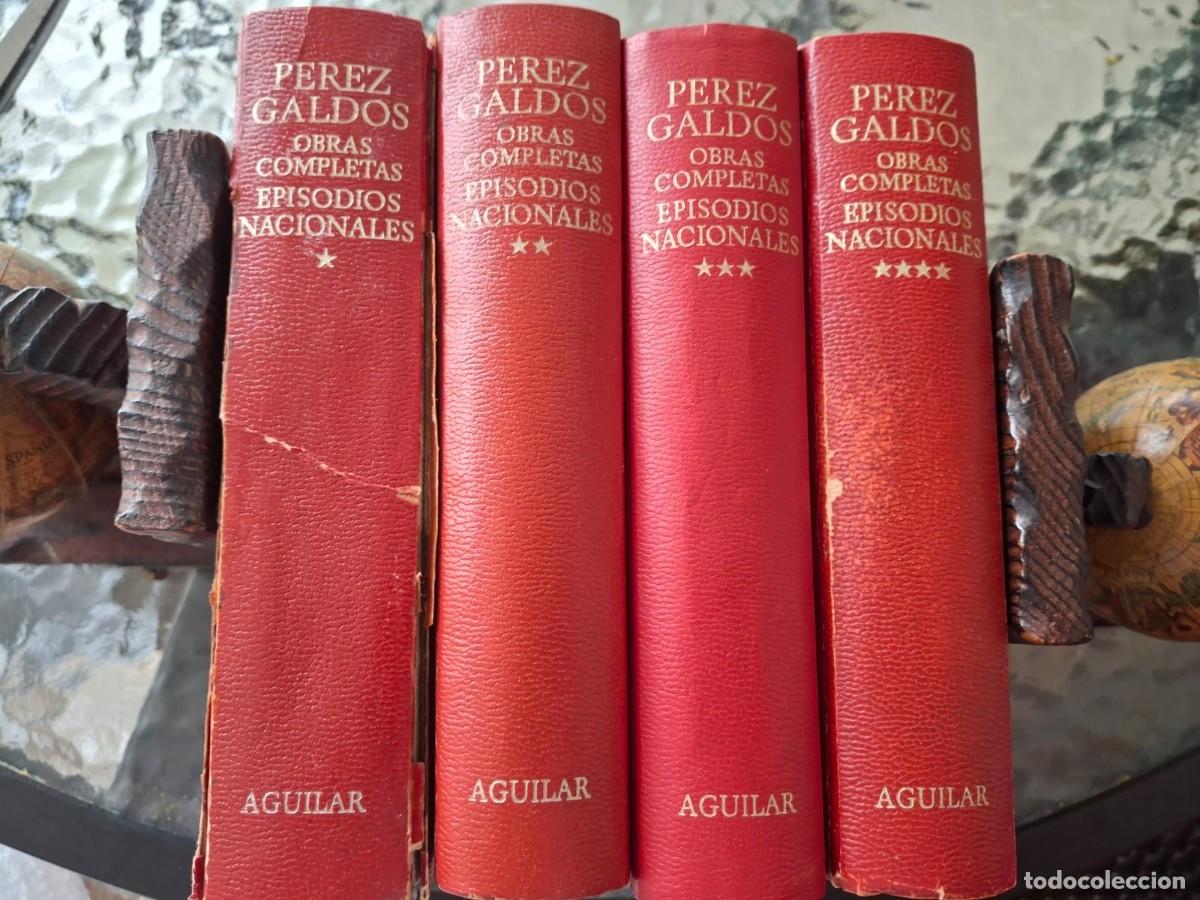 PEREZ
GALDOS
OBRAS
COMPLETAS
EPISODIOS
NACIONALES
★
AGUILAR
PEREZ
GALDOS
OBRAS
COMPLETAS
EPISODIOS
NACIONALES
★★
AGUILAR
PEREZ
GALDOS
OBRAS
COMPLETAS
EPISODIOS
NACIONALES
★★★
AGUILAR
PEREZ
GALDOS
OBRAS
COMPLETAS
EPISODIOS
NACIONALES
★★★★
AGUILAR
todocoleccion